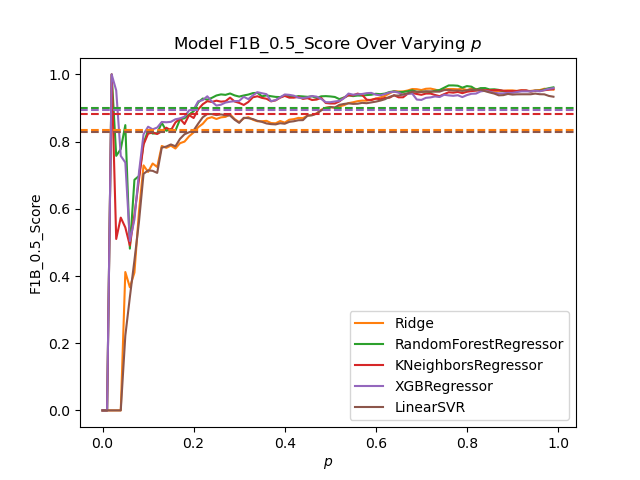 Model F1B_0.5_Score Over Varying p
F1B_0.5_Score
1.0
0.8
0.6
0.4
0.2
0.0
Ridge
RandomForestRegressor
KNeighborsRegressor
XGBRegressor
LinearSVR
0.0 0.2 0.4 0.6 0.8 1.0
p